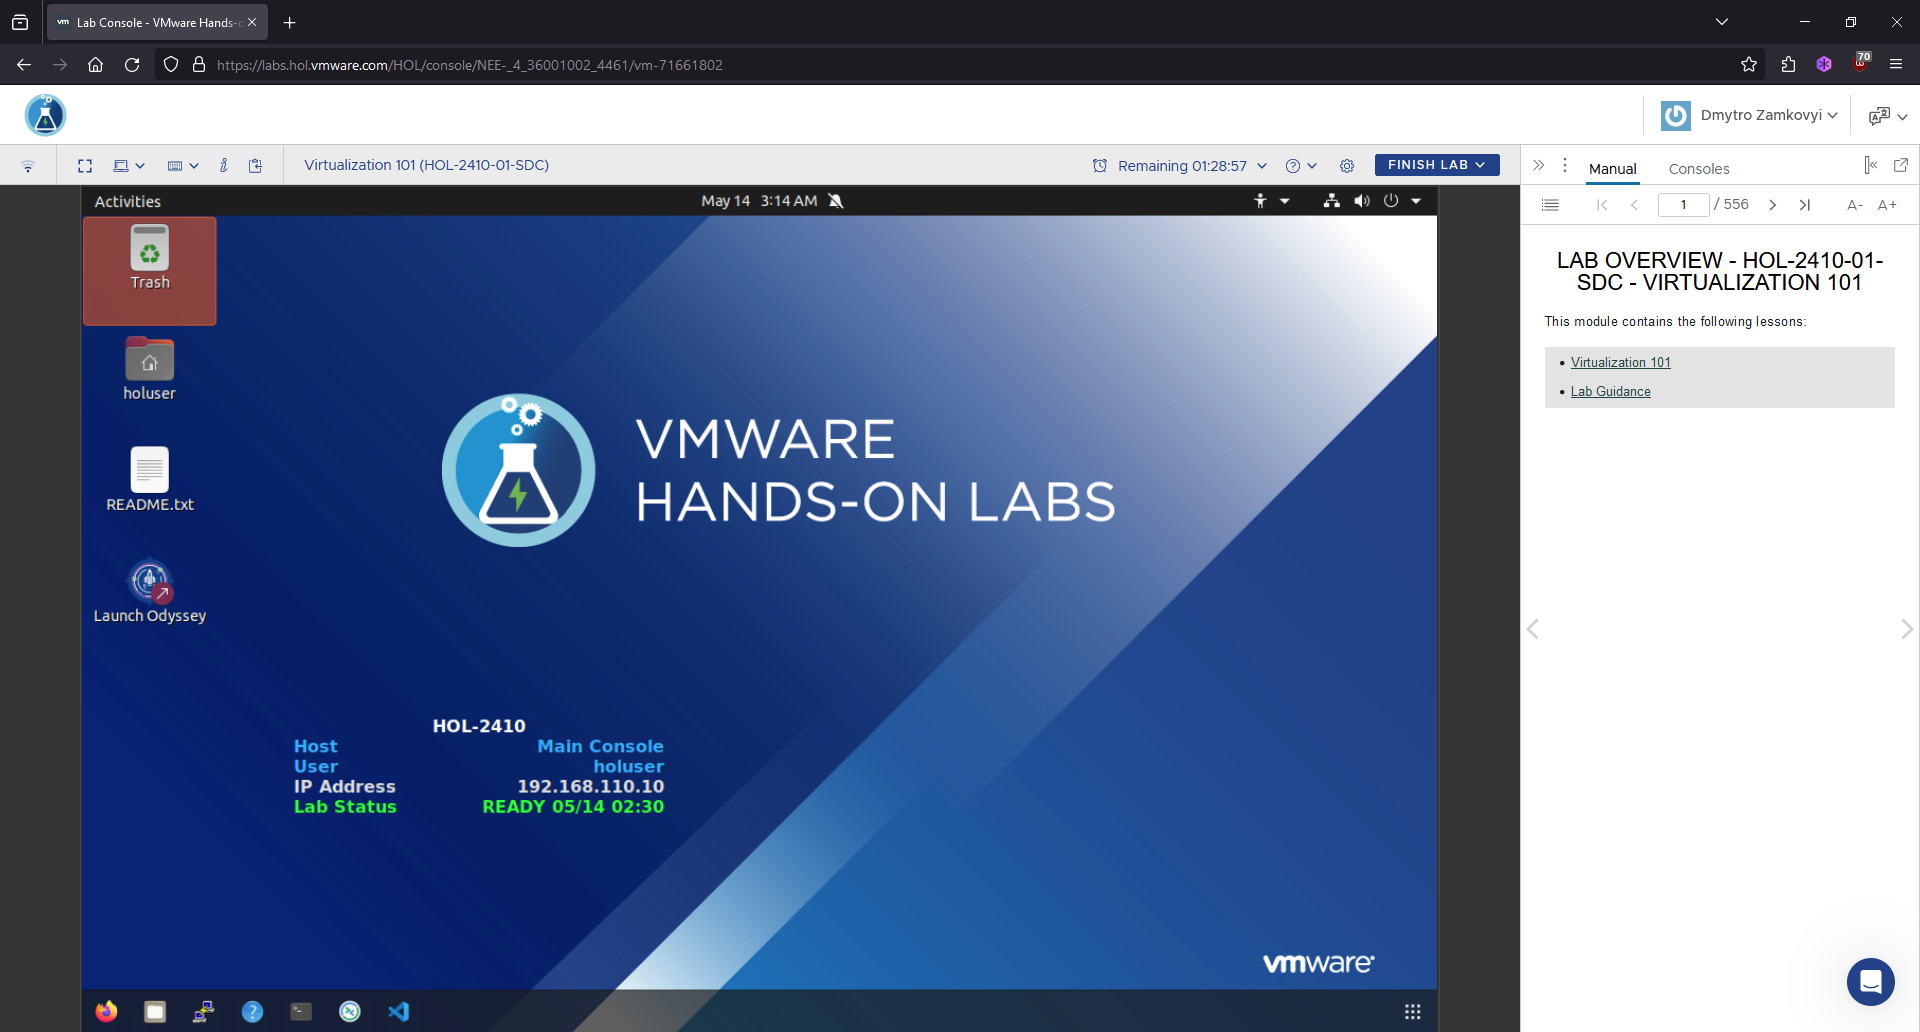 Lab Console - VMware Hands-
https://labs.hol.vmware.com/HOL/console/NEE-_4_36001002_4461/vm-71661802
70
Dmytro Zamkovyi
Virtualization 101 (HOL-2410-01-SDC)
Remaining 01:28:57
FINISH LAB
Manual
Consoles
1 / 556
A-
A+
Activities
May 14 3:14 AM
Trash
holuser
README.txt
Launch Odyssey
VMWARE
HANDS-ON LABS
HOL-2410
Host Main Console
User holuser
IP Address 192.168.110.10
Lab Status READY 05/14 02:30
vmware
LAB OVERVIEW - HOL-2410-01-
SDC - VIRTUALIZATION 101
This module contains the following lessons:
• Virtualization 101
• Lab Guidance